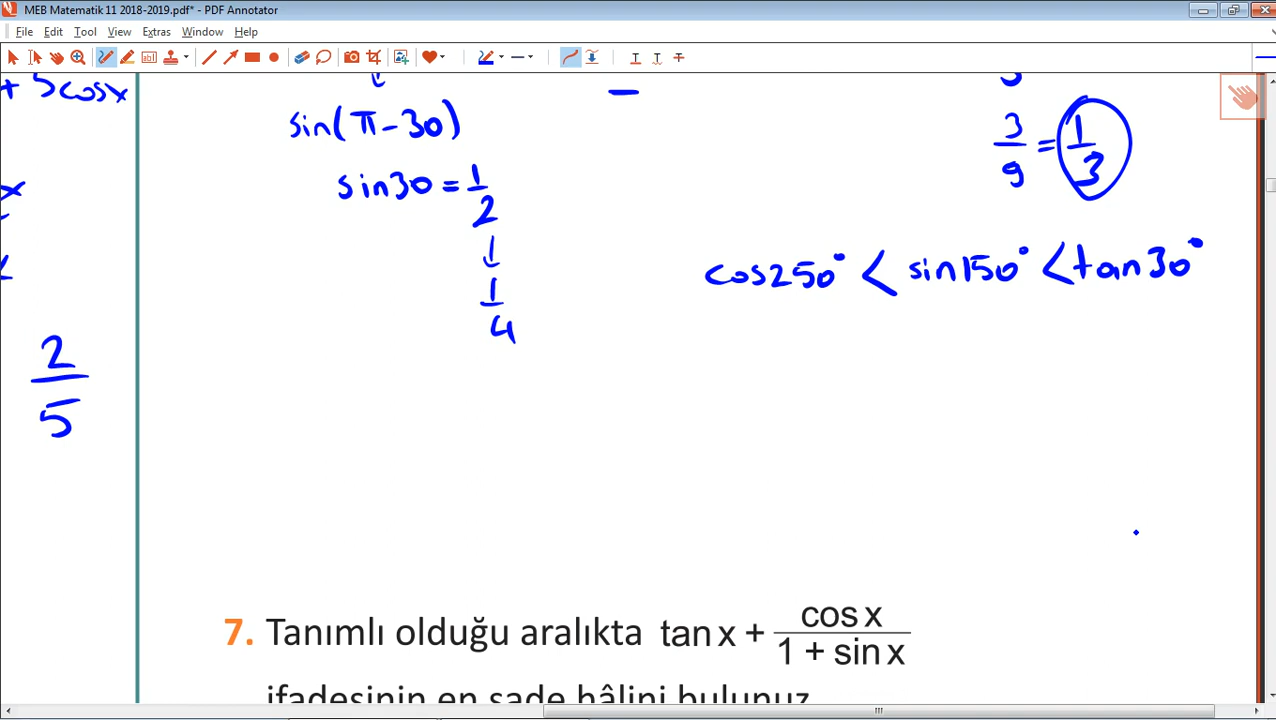 MEB Matematik 11 2018-2019.pdf* - PDF Annotator
File Edit Tool View Extras Window Help
+ 5cosx
sin(π-30)
sin30 = 1/2
1/4
3/9 = 1/3
cos250° < sin150° < tan30°
x
2/5
7. Tanımlı olduğu aralıkta tan x + cos x / 1 + sin x
ifadesinin en sade hâlini bulunuz.